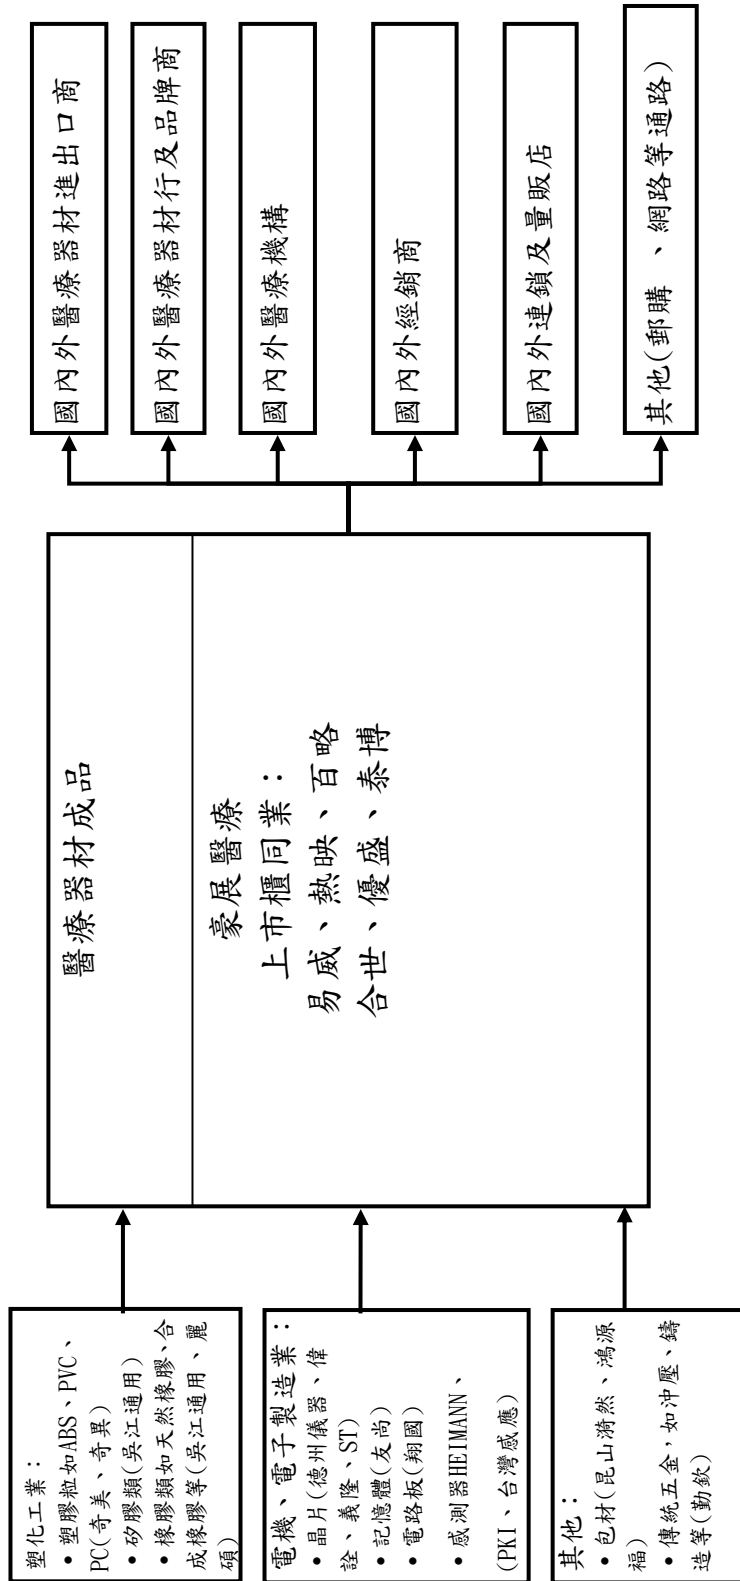 塑化工業：
• 塑膠粒如ABS、PVC、
PC(奇美、奇異)
• 矽膠類(吳江通用)
• 橡膠類如天然橡膠、合
成橡膠等(吳江通用、麗
碩)
電機、電子製造業：
• 晶片(德州儀器、偉
詮、義隆、ST)
• 記憶體(友尚)
• 電路板(翔國)
• 感測器HEIMANN、
(PKI、台灣感應)
其他：
• 包材(昆山漪然、鴻源
福)
• 傳統五金，如沖壓、鑄
造等(勤欽)
醫療器材成品
豪展醫療
上市櫃同業：
易威、熱映、百略
合世、優盛、泰博
國內外醫療器材進出口商
國內外醫療器材行及品牌商
國內外醫療機構
國內外經銷商
國內外連鎖及量販店
其他(郵購 、網路等通路)